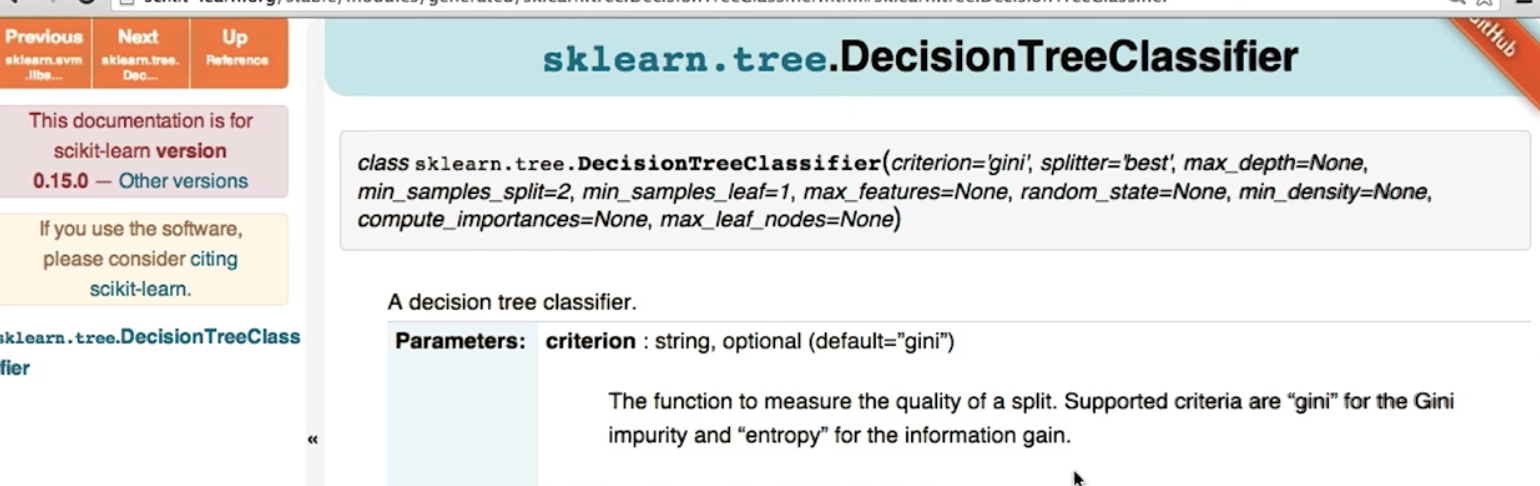 Previous
sklearn.svm
.libs...
Next
sklearn.tree.
Dec...
Up
Reference
This documentation is for
scikit-learn version
0.15.0 — Other versions
If you use the software,
please consider citing
scikit-learn.
sklearn.tree.DecisionTreeClass
ifier
«
GitHub
sklearn.tree.DecisionTreeClassifier
class sklearn.tree.DecisionTreeClassifier(criterion='gini', splitter='best', max_depth=None,
min_samples_split=2, min_samples_leaf=1, max_features=None, random_state=None, min_density=None,
compute_importances=None, max_leaf_nodes=None)
A decision tree classifier.
Parameters: criterion : string, optional (default="gini")
The function to measure the quality of a split. Supported criteria are “gini” for the Gini
impurity and “entropy” for the information gain.